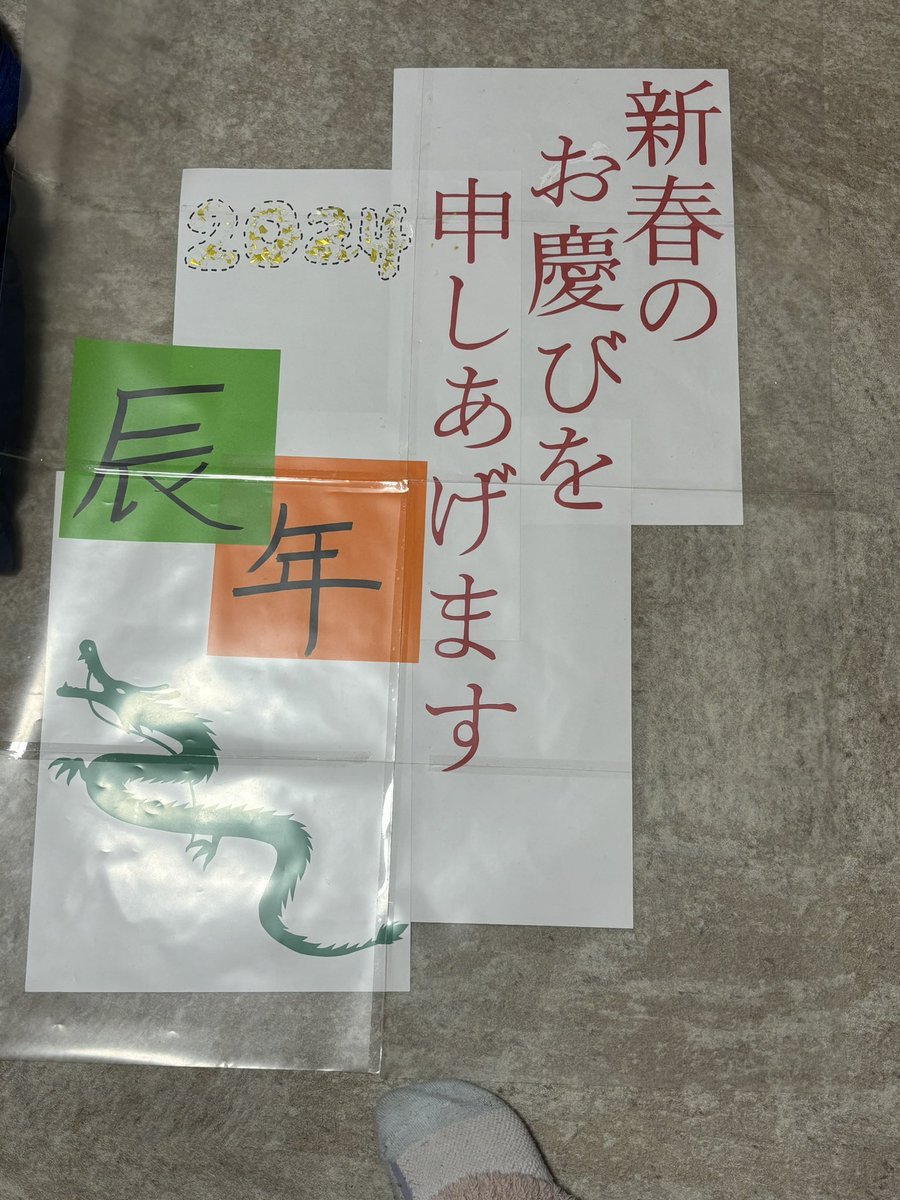 新春の
お慶びを
申しあげます
2024
辰
年